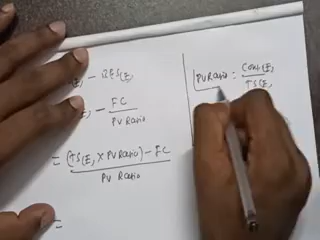 (₹) - BES(₹)
(₹) - FC
PV Ratio
= (TS(₹) X PV Ratio) - FC
PV Ratio
=
PV Ratio : Cont(₹)
TS(₹)